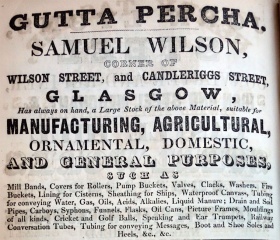 GUTTA PERCHA.
SAMUEL WILSON,
CORNER OF
WILSON STREET, and CANDLERIGGS STREET,
GLASGOW,
Has always on hand, a Large Stock of the above Material, suitable for
MANUFACTURING, AGRICULTURAL,
ORNAMENTAL, DOMESTIC,
AND GENERAL PURPOSES,
SUCH AS
Mill Bands, Covers for Rollers, Pump Buckets, Valves, Clacks, Washers, Fire
Buckets, Lining for Cisterns, Sheathing for Ships, Waterproof Canvass, Tubing
for conveying Water, Gas, Oils, Acids, Alkalies, Liquid Manure; Drain and Soil
Pipes, Carboys, Syphons, Funnels, Flasks, Oil Cans, Picture Frames, Mouldings
of all kinds, Cricket and Golf Balls, Speaking and Ear Trumpets, Railway
Conversation Tubes, Tubing for conveying Messages, Boot and Shoe Soles and
Heels, &c., &c.